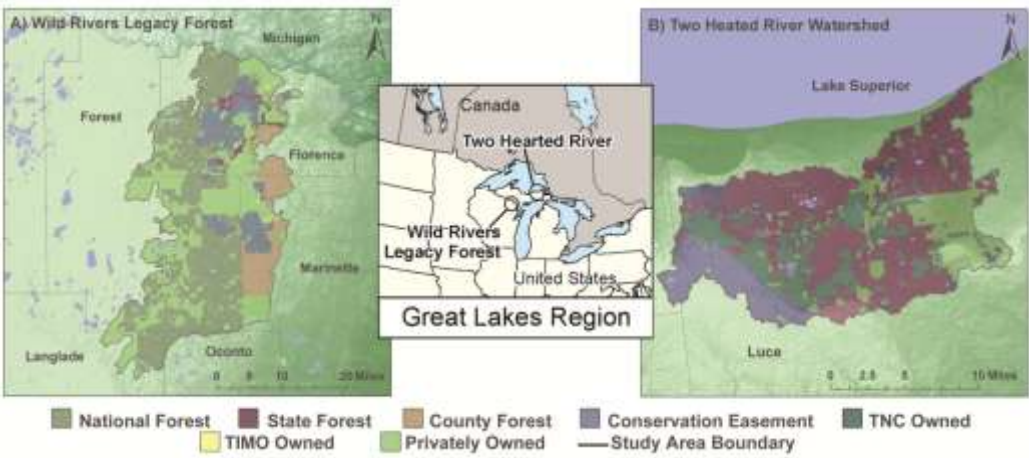 A) Wild Rivers Legacy Forest
N
Michigan
Forest
Florence
Marinette
Langlade
Oconto
0 5 10 20 Miles
Canada
Two Hearted River
Wild Rivers
Legacy Forest
United States
Great Lakes Region
B) Two Heated River Watershed
N
Lake Superior
Luce
0 2.5 5 10 Miles
National Forest
State Forest
County Forest
Conservation Easement
TNC Owned
TIMO Owned
Privately Owned
Study Area Boundary